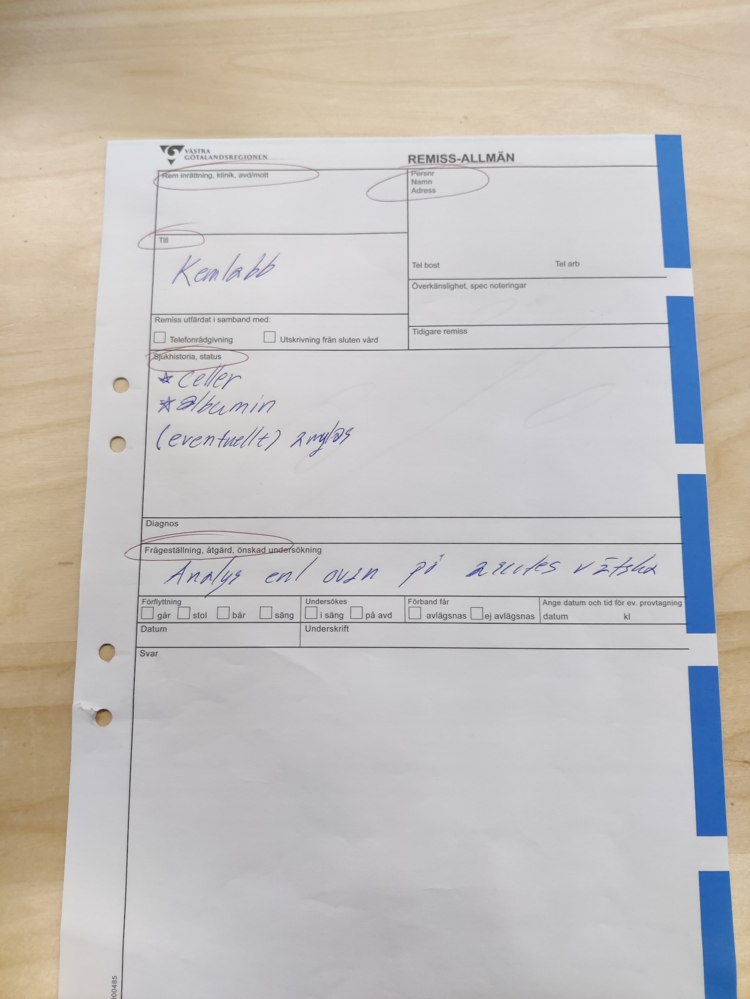 VÄSTRA
GÖTALANDSREGIONEN
REMISS-ALLMÄN
Rem inrättning, klinik, avd/mott
Persnr
Namn
Adress
Till
Kemlabb
Tel bost Tel arb
Överkänslighet, spec noteringar
Remiss utfärdat i samband med:
Telefonrådgivning Utskrivning från sluten vård
Tidigare remiss
Sjukhistoria, status
* celler
* albumin
(eventuellt) amylas
Diagnos
Frågeställning, åtgärd, önskad undersökning
Analys enl ovan på ascites vätska
Förflyttning
går stol bår säng
Undersökes
i säng på avd
Förband får
avlägsnas ej avlägsnas
Ange datum och tid för ev. provtagning
datum kl
Datum Underskrift
Svar
00485